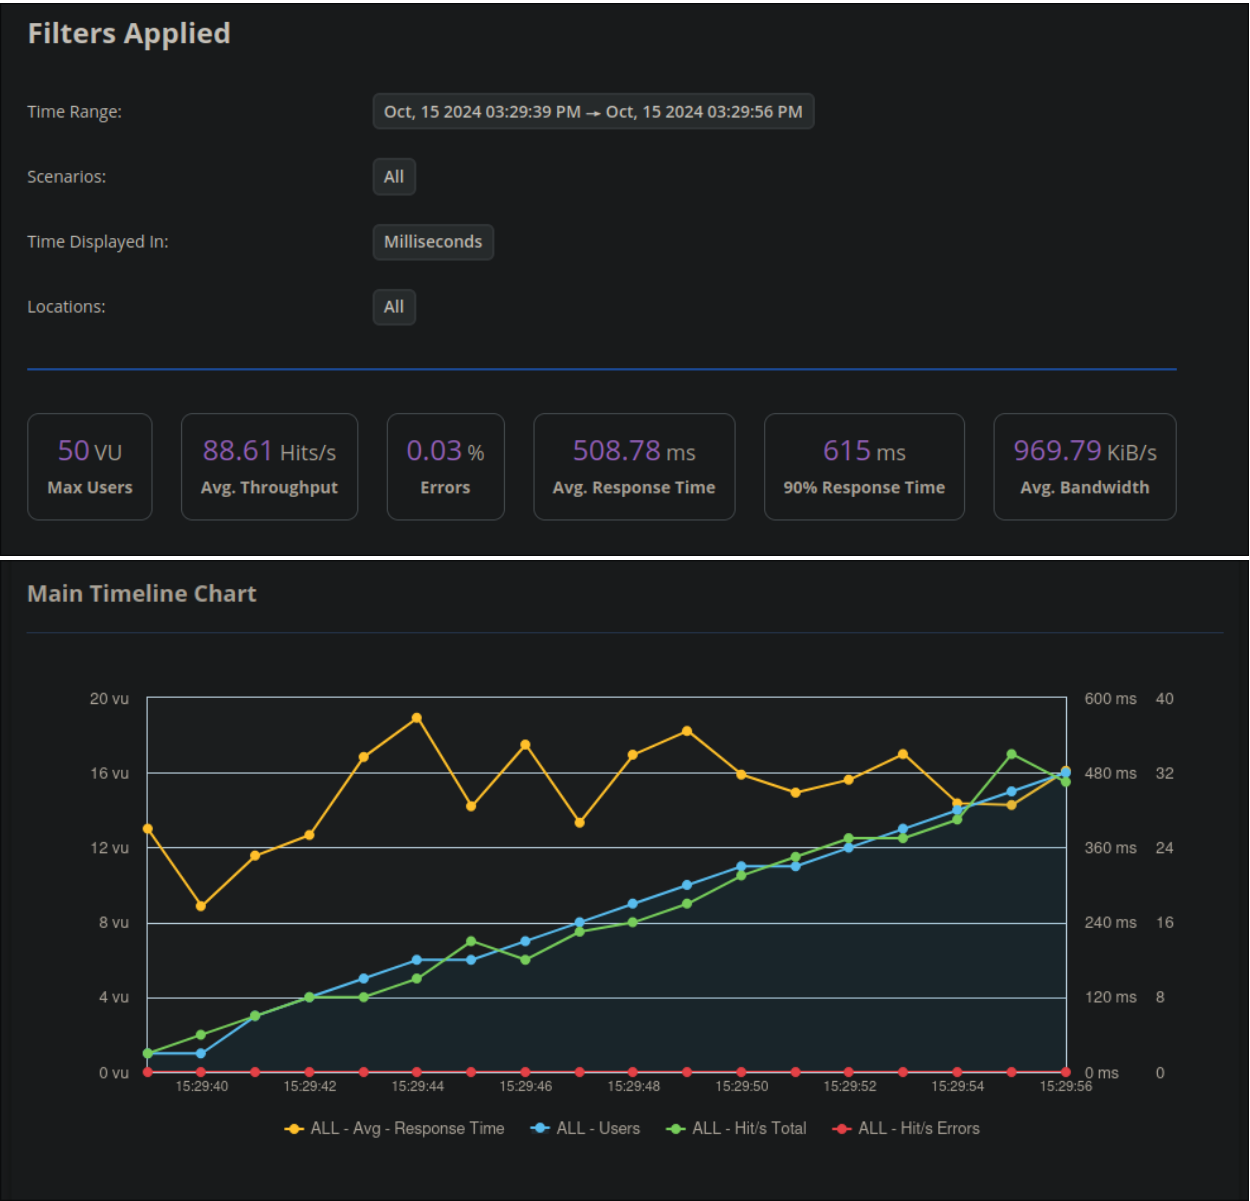 Filters Applied
Time Range: Oct, 15 2024 03:29:39 PM → Oct, 15 2024 03:29:56 PM
Scenarios: All
Time Displayed In: Milliseconds
Locations: All
50 VU 88.61 Hits/s 0.03 % 508.78 ms 615 ms 969.79 KiB/s
Max Users Avg. Throughput Errors Avg. Response Time 90% Response Time Avg. Bandwidth
Main Timeline Chart
20 vu 600 ms 40
16 vu 480 ms 32
12 vu 360 ms 24
8 vu 240 ms 16
4 vu 120 ms 8
0 vu 0 ms 0
15:29:40 15:29:42 15:29:44 15:29:46 15:29:48 15:29:50 15:29:52 15:29:54 15:29:56
ALL - Avg - Response Time ALL - Users ALL - Hit/s Total ALL - Hit/s Errors